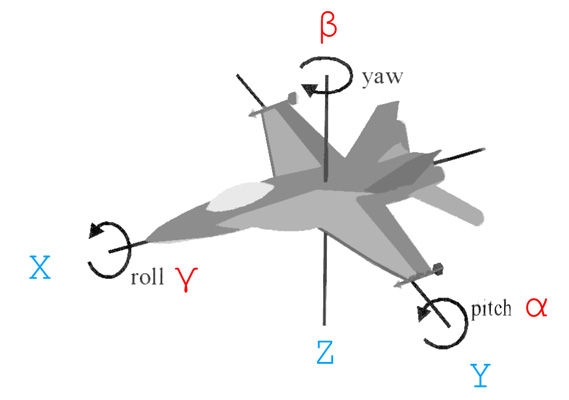 β
yaw
X
roll γ
pitch α
Z
Y